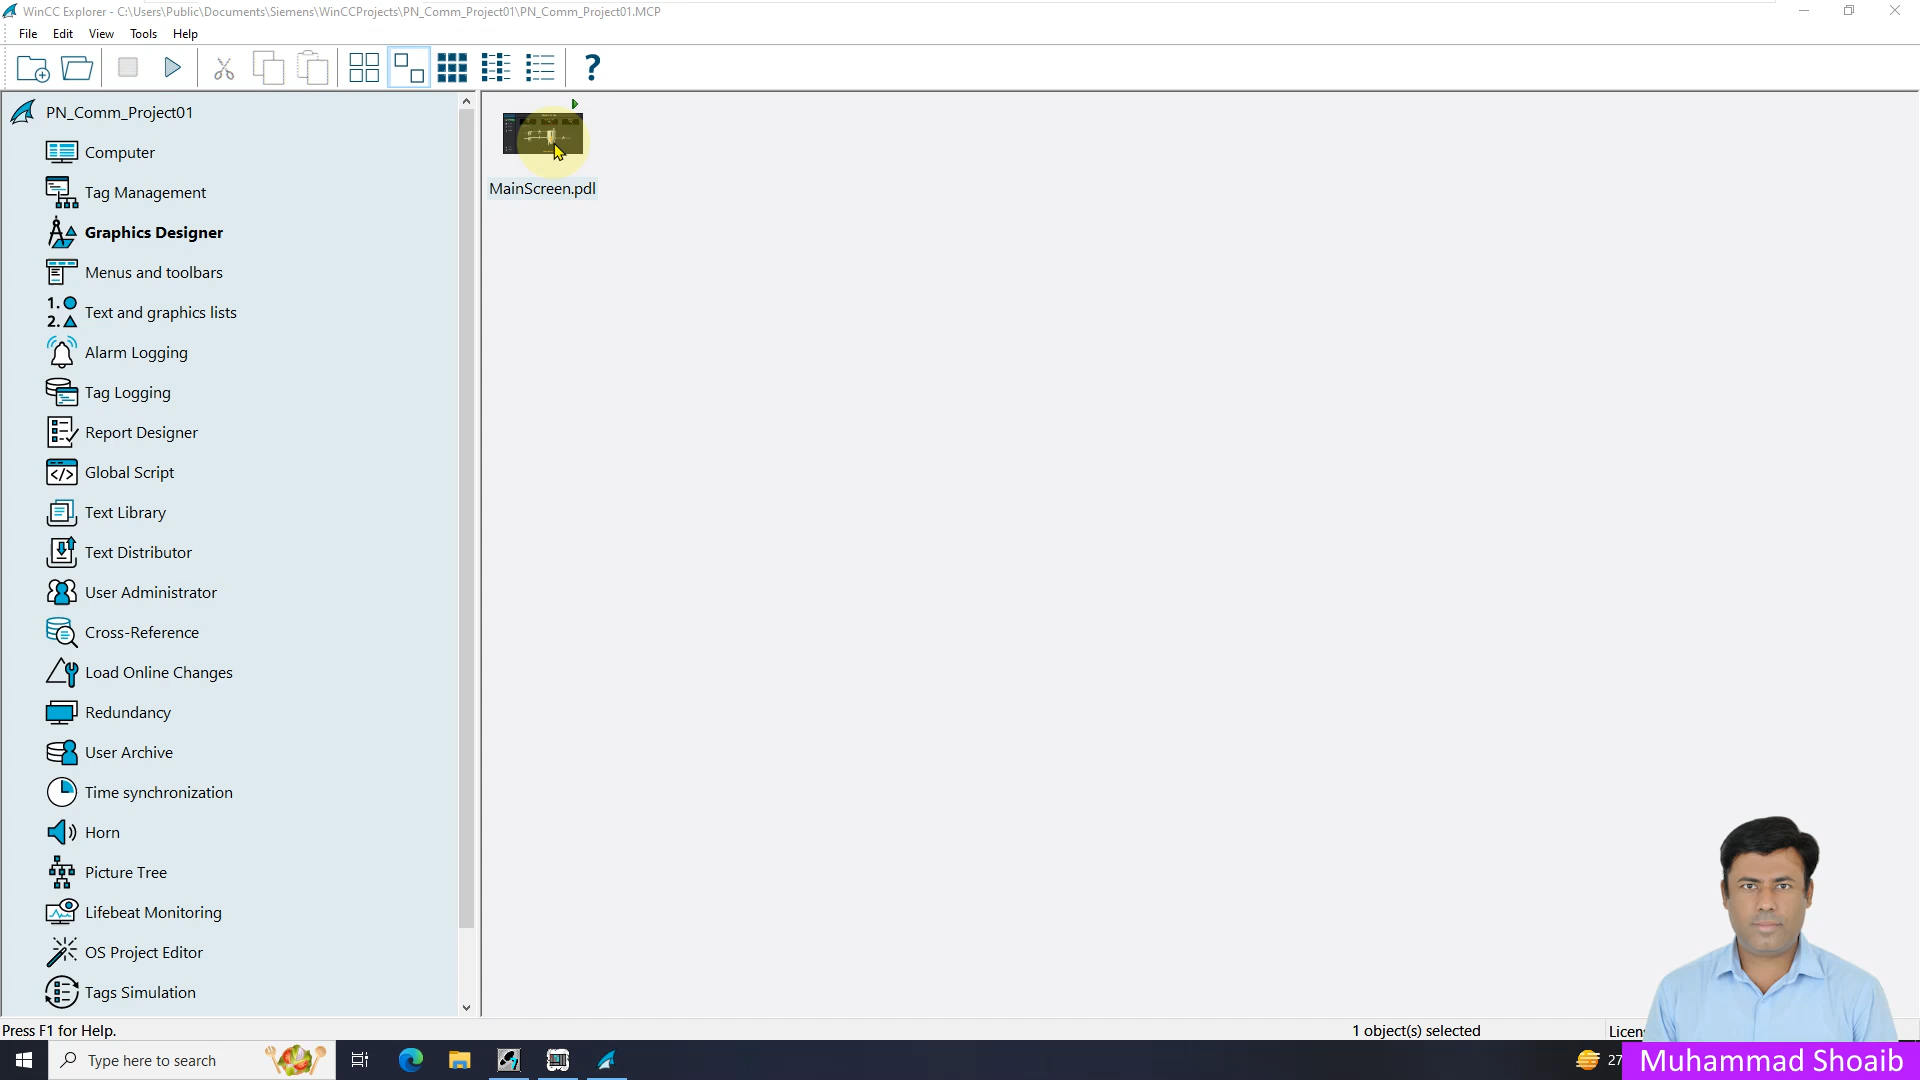 WinCC Explorer - C:\Users\Public\Documents\Siemens\WinCCProjects\PN_Comm_Project01\PN_Comm_Project01.MCP
File Edit View Tools Help
PN_Comm_Project01
Computer
Tag Management
Graphics Designer
Menus and toolbars
Text and graphics lists
Alarm Logging
Tag Logging
Report Designer
Global Script
Text Library
Text Distributor
User Administrator
Cross-Reference
Load Online Changes
Redundancy
User Archive
Time synchronization
Horn
Picture Tree
Lifebeat Monitoring
OS Project Editor
Tags Simulation
MainScreen.pdl
Press F1 for Help.
1 object(s) selected
Licen
Type here to search
27
Muhammad Shoaib